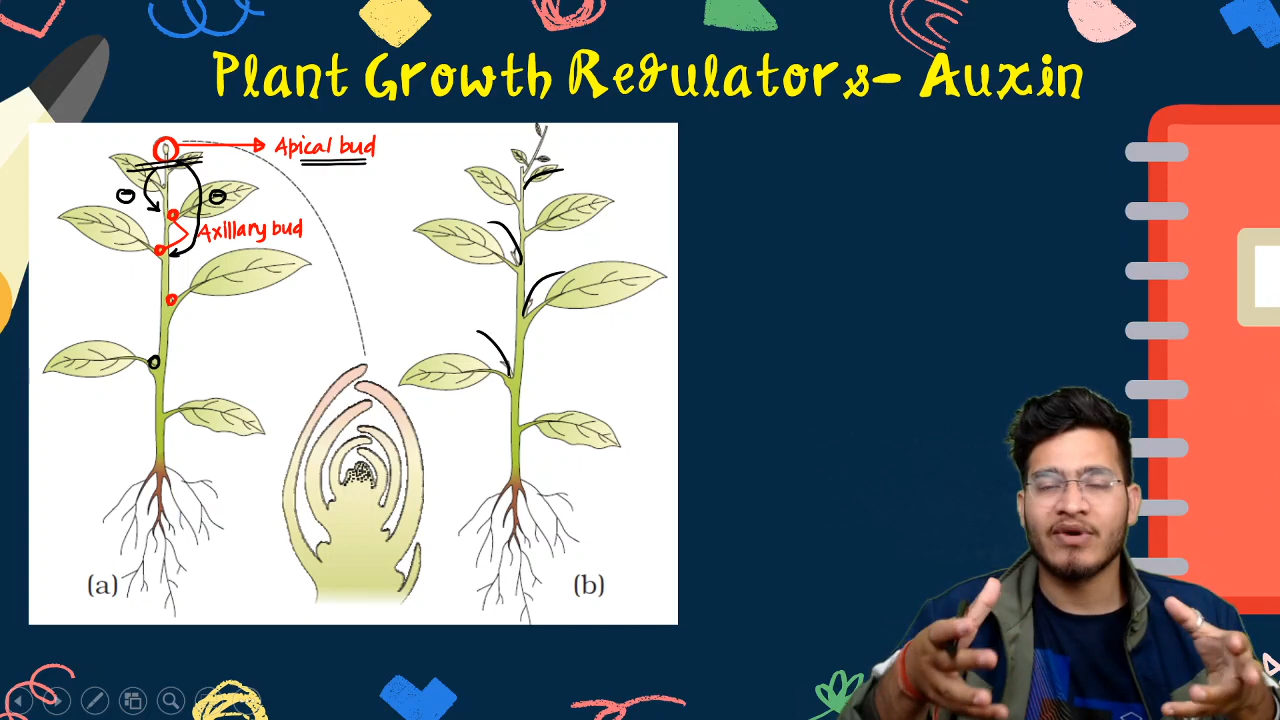 Plant Growth Regulators- Auxin
Apical bud
Axillary bud
(a)
(b)